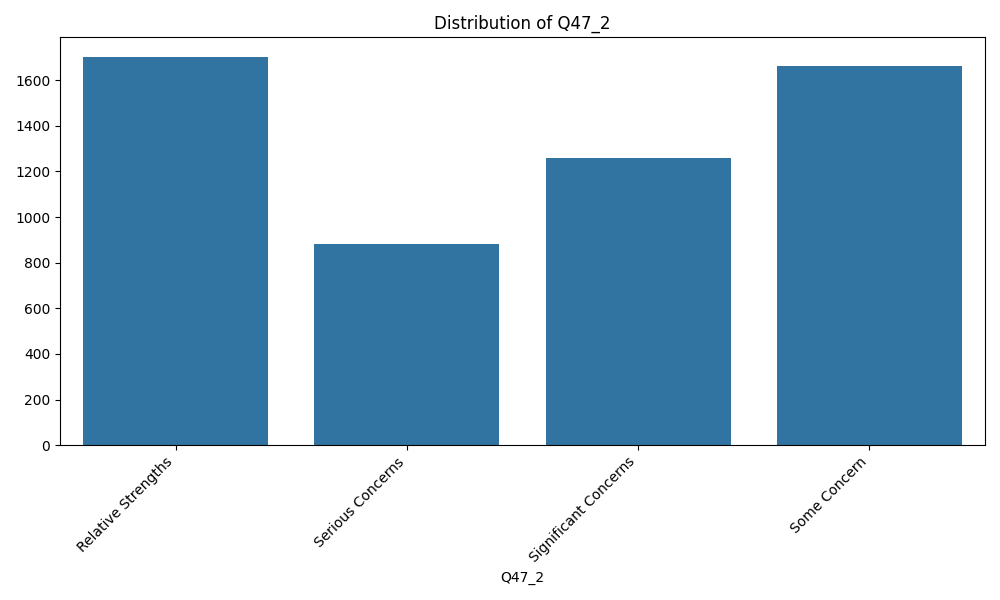 Distribution of Q47_2
1600
1400
1200
1000
800
600
400
200
0
Relative Strengths
Serious Concerns
Significant Concerns
Some Concern
Q47_2